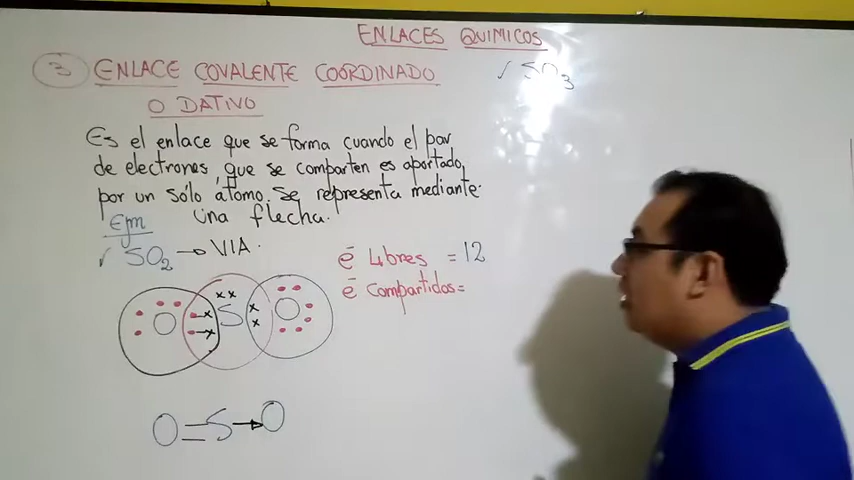 ENLACES QUIMICOS
3 ENLACE COVALENTE COORDINADO
O DATIVO
✓ SO3
Es el enlace que se forma cuando el par
de electrones, que se comparten es aportado
por un sólo átomo. Se representa mediante
una flecha.
Ejm
✓ SO2 → VIA.
e- Libres = 12
e- Compartidos =
O xx S x x O
O = S → O